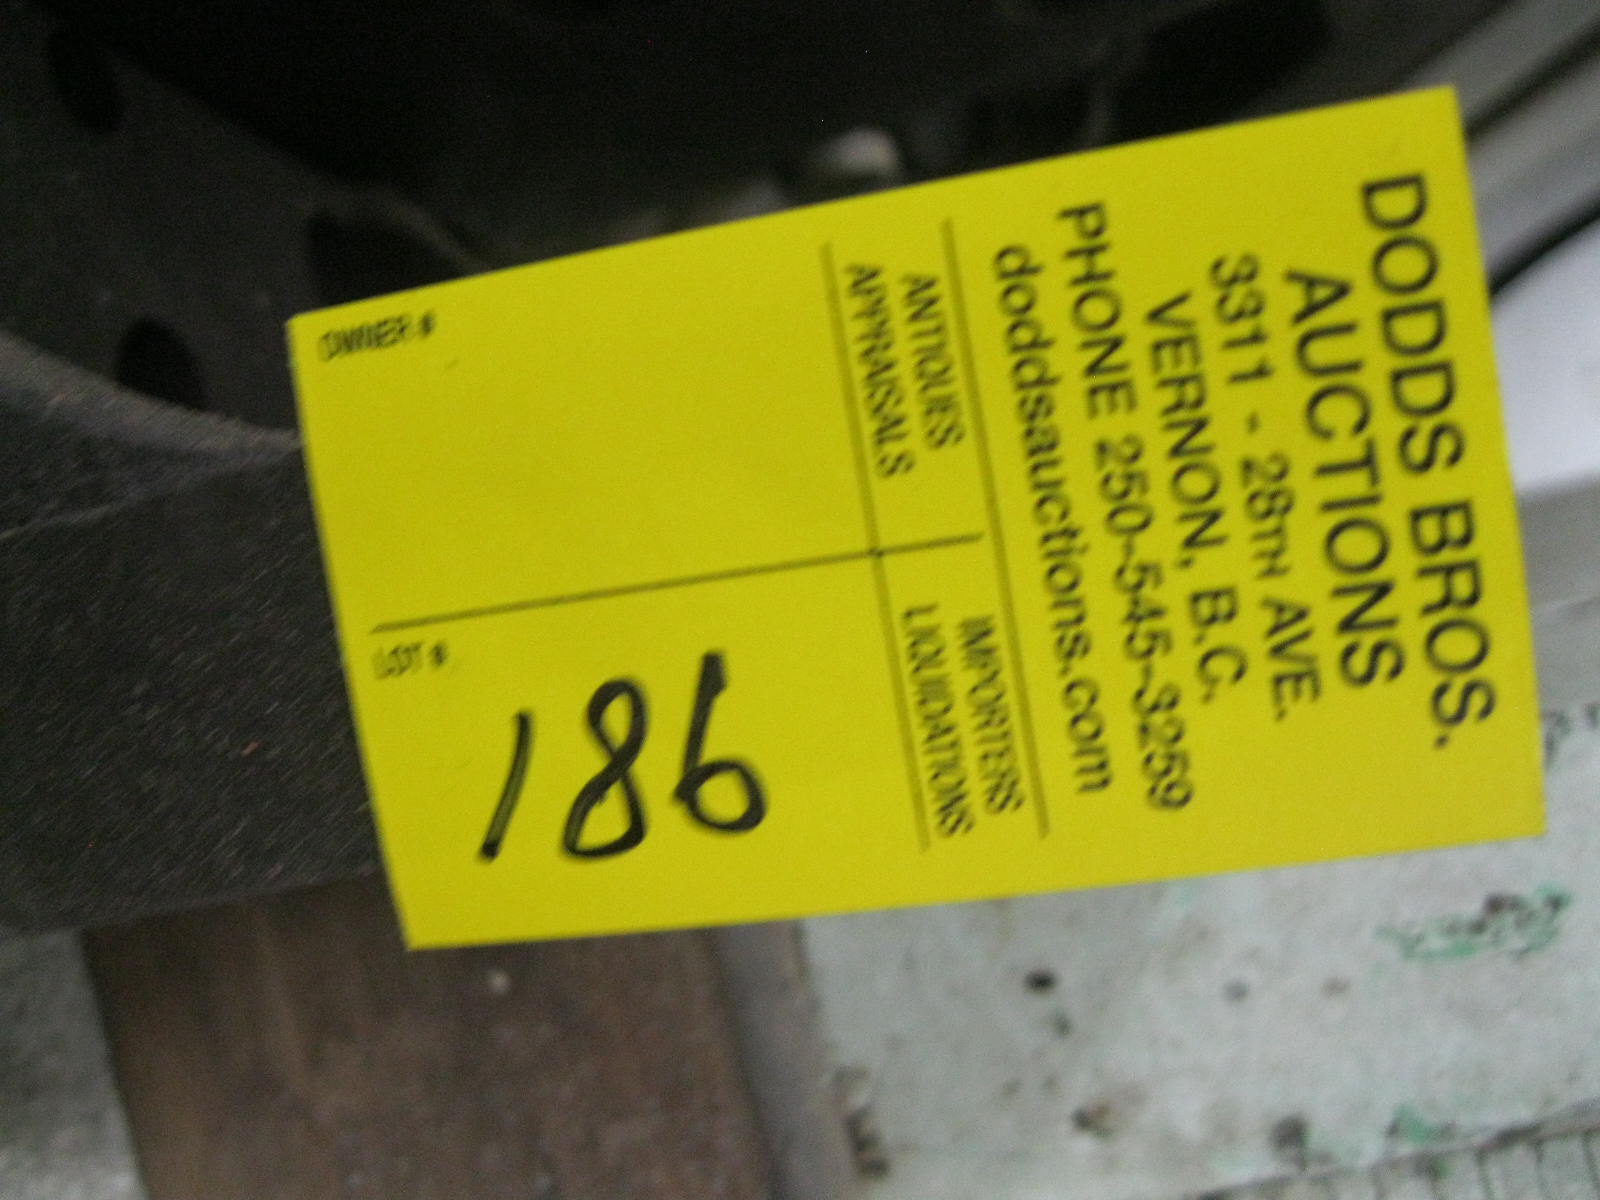 DODDS BROS.
AUCTIONS
3311 - 28TH AVE.
VERNON, B.C.
PHONE 250-545-3259
doddsauctions.com
ANTIQUES
APPRAISALS
IMPORTERS
LIQUIDATIONS
OWNER #
LOT #
186